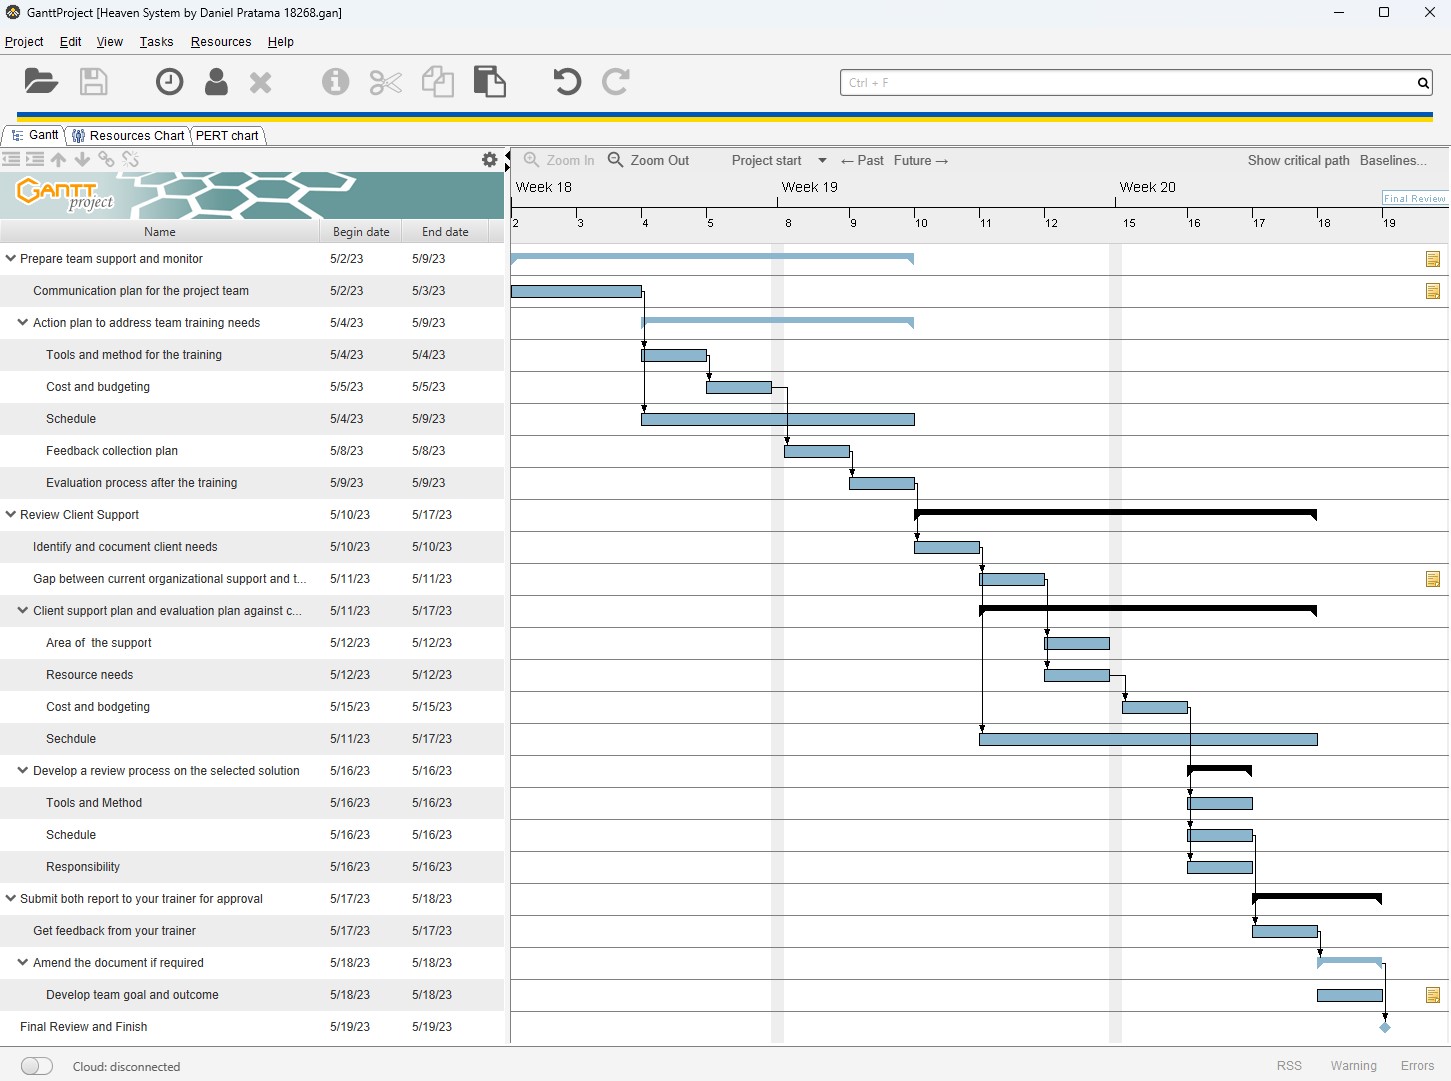 GanttProject [Heaven System by Daniel Pratama 18268.gan]
Project Edit View Tasks Resources Help
Ctrl + F
Gantt Resources Chart PERT chart
Zoom In Zoom Out Project start ← Past Future → Show critical path Baselines...
GANTT project
Week 18 Week 19 Week 20
Final Review
2 3 4 5 8 9 10 11 12 15 16 17 18 19
Name Begin date End date
Prepare team support and monitor 5/2/23 5/9/23
Communication plan for the project team 5/2/23 5/3/23
Action plan to address team training needs 5/4/23 5/9/23
Tools and method for the training 5/4/23 5/4/23
Cost and budgeting 5/5/23 5/5/23
Schedule 5/4/23 5/9/23
Feedback collection plan 5/8/23 5/8/23
Evaluation process after the training 5/9/23 5/9/23
Review Client Support 5/10/23 5/17/23
Identify and cocument client needs 5/10/23 5/10/23
Gap between current organizational support and t... 5/11/23 5/11/23
Client support plan and evaluation plan against c... 5/11/23 5/17/23
Area of the support 5/12/23 5/12/23
Resource needs 5/12/23 5/12/23
Cost and bodgeting 5/15/23 5/15/23
Sechdule 5/11/23 5/17/23
Develop a review process on the selected solution 5/16/23 5/16/23
Tools and Method 5/16/23 5/16/23
Schedule 5/16/23 5/16/23
Responsibility 5/16/23 5/16/23
Submit both report to your trainer for approval 5/17/23 5/18/23
Get feedback from your trainer 5/17/23 5/17/23
Amend the document if required 5/18/23 5/18/23
Develop team goal and outcome 5/18/23 5/18/23
Final Review and Finish 5/19/23 5/19/23
Cloud: disconnected RSS Warning Errors